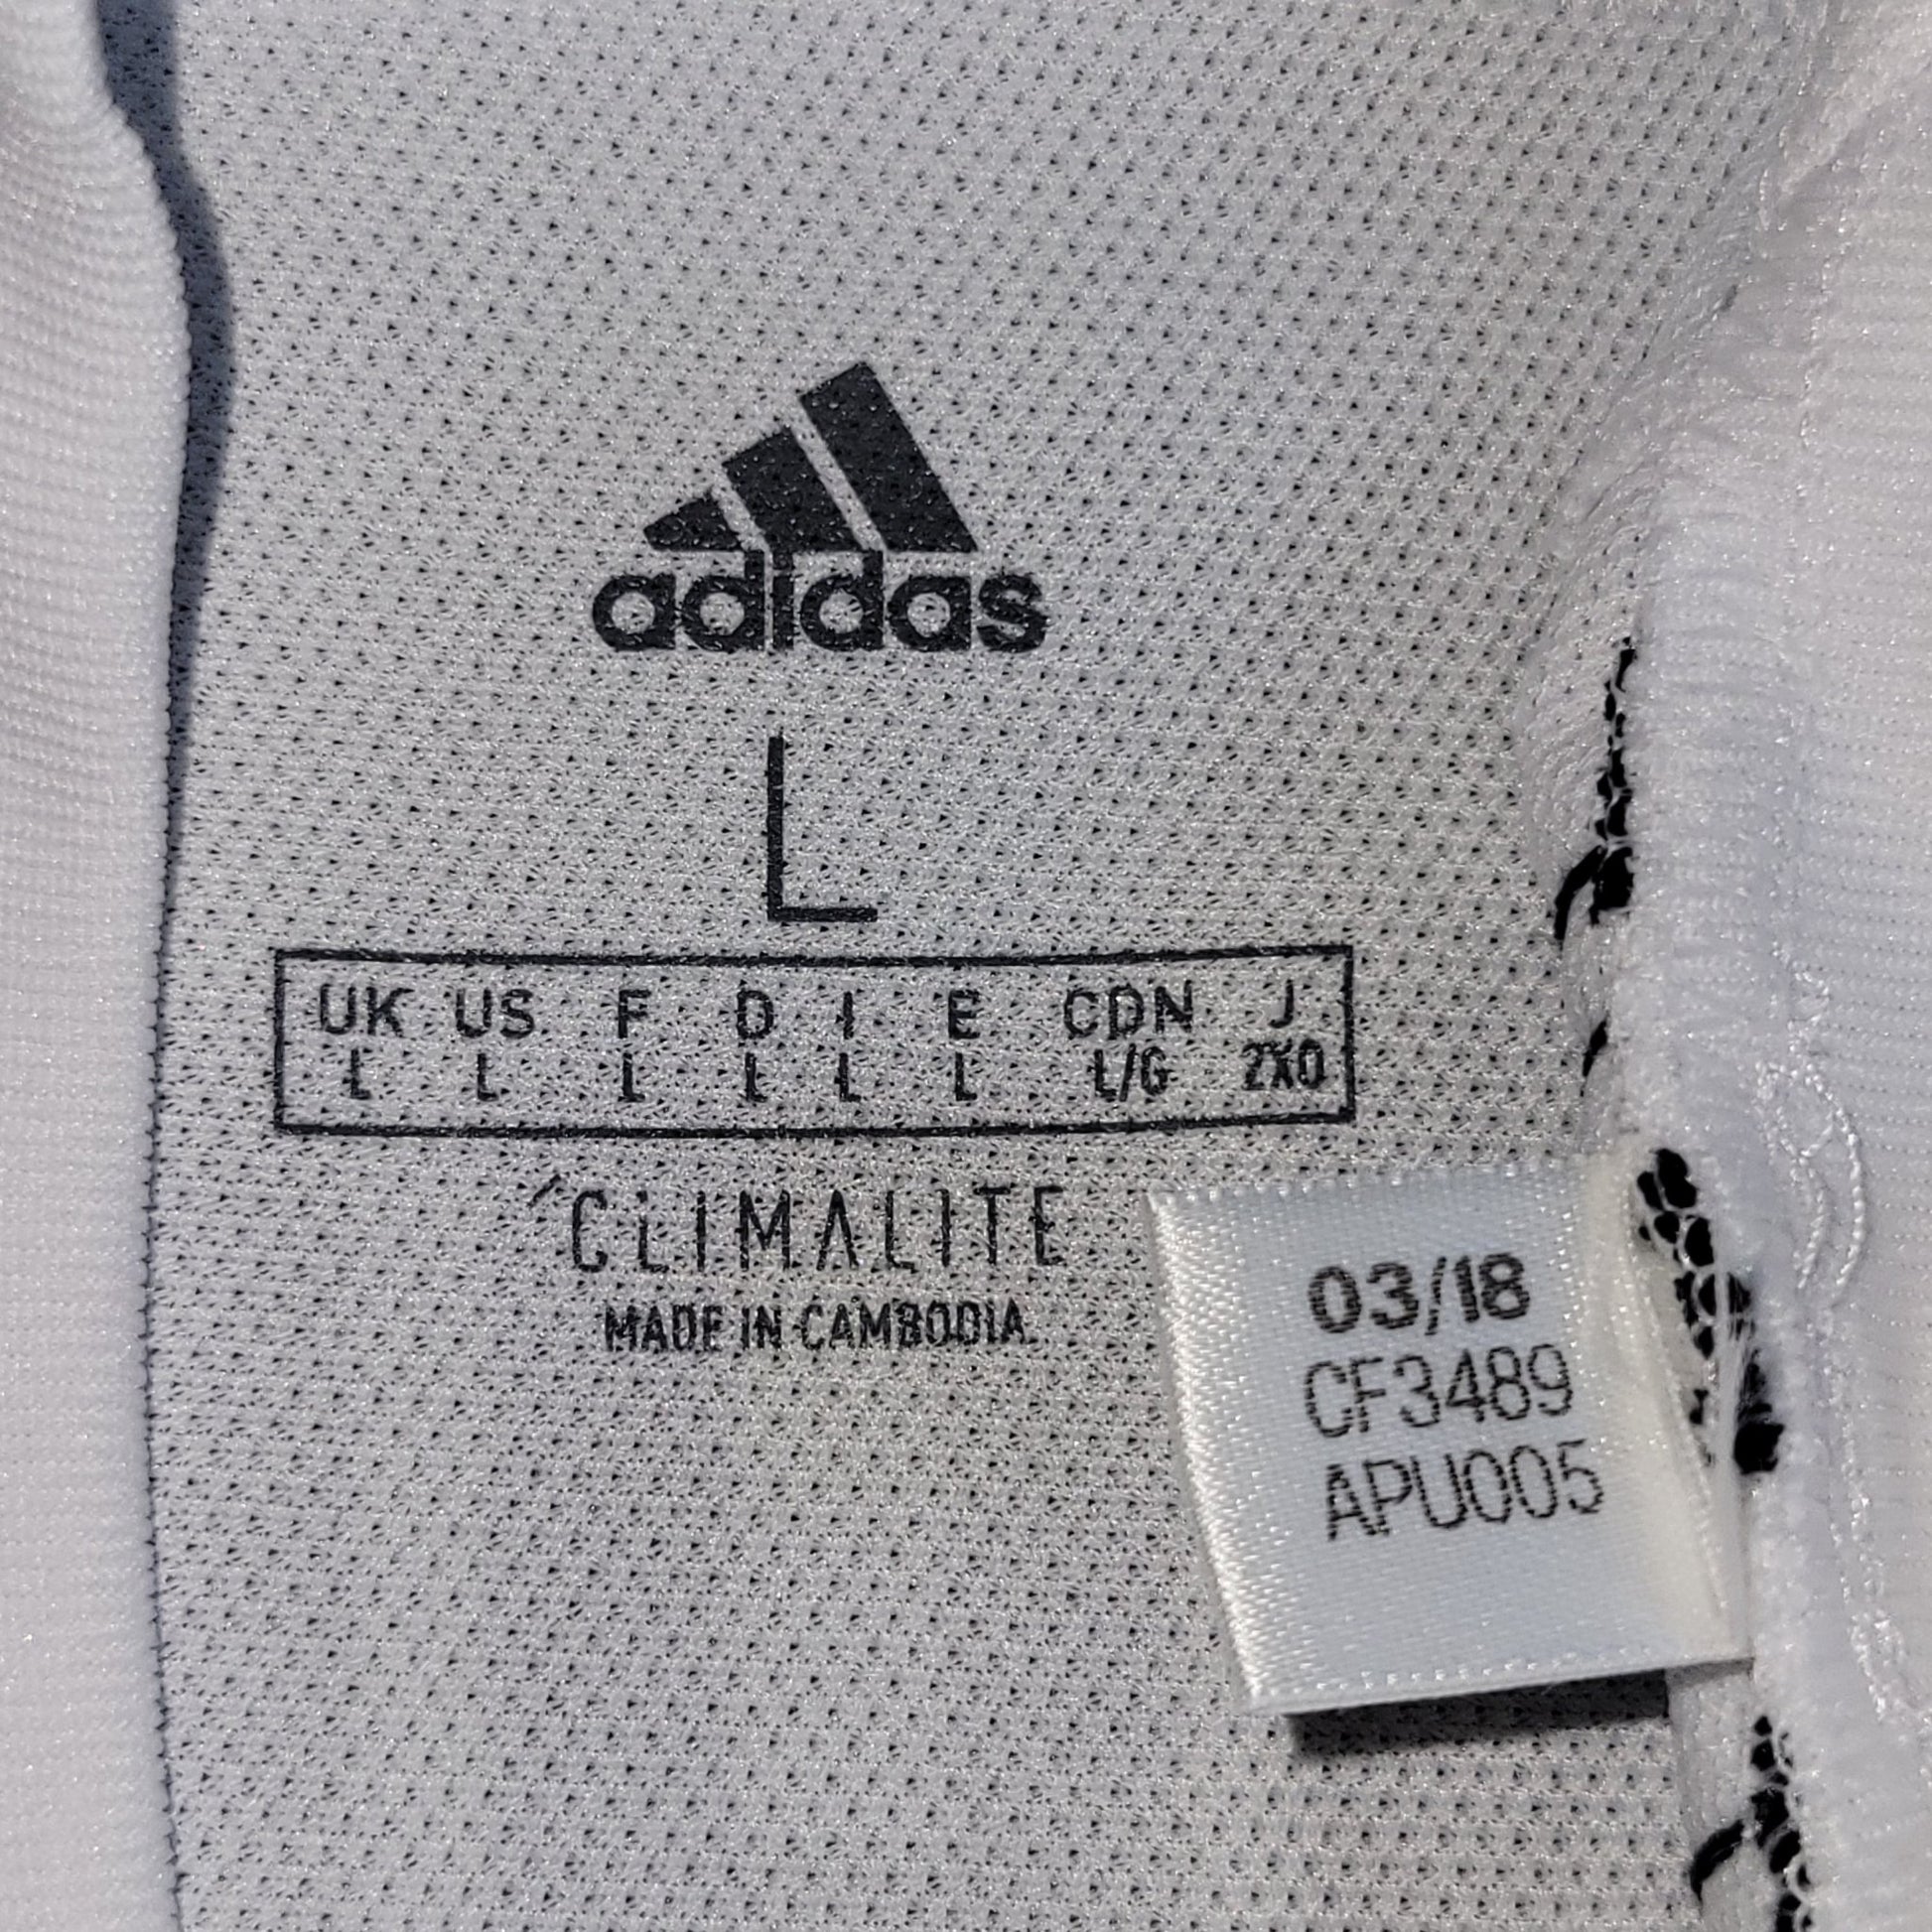 adidas
L
UK US F D I E CDN J
L L L L L L L/G 2XO
CLIMALITE
MADE IN CAMBODIA
03/18
CF3489
APU005